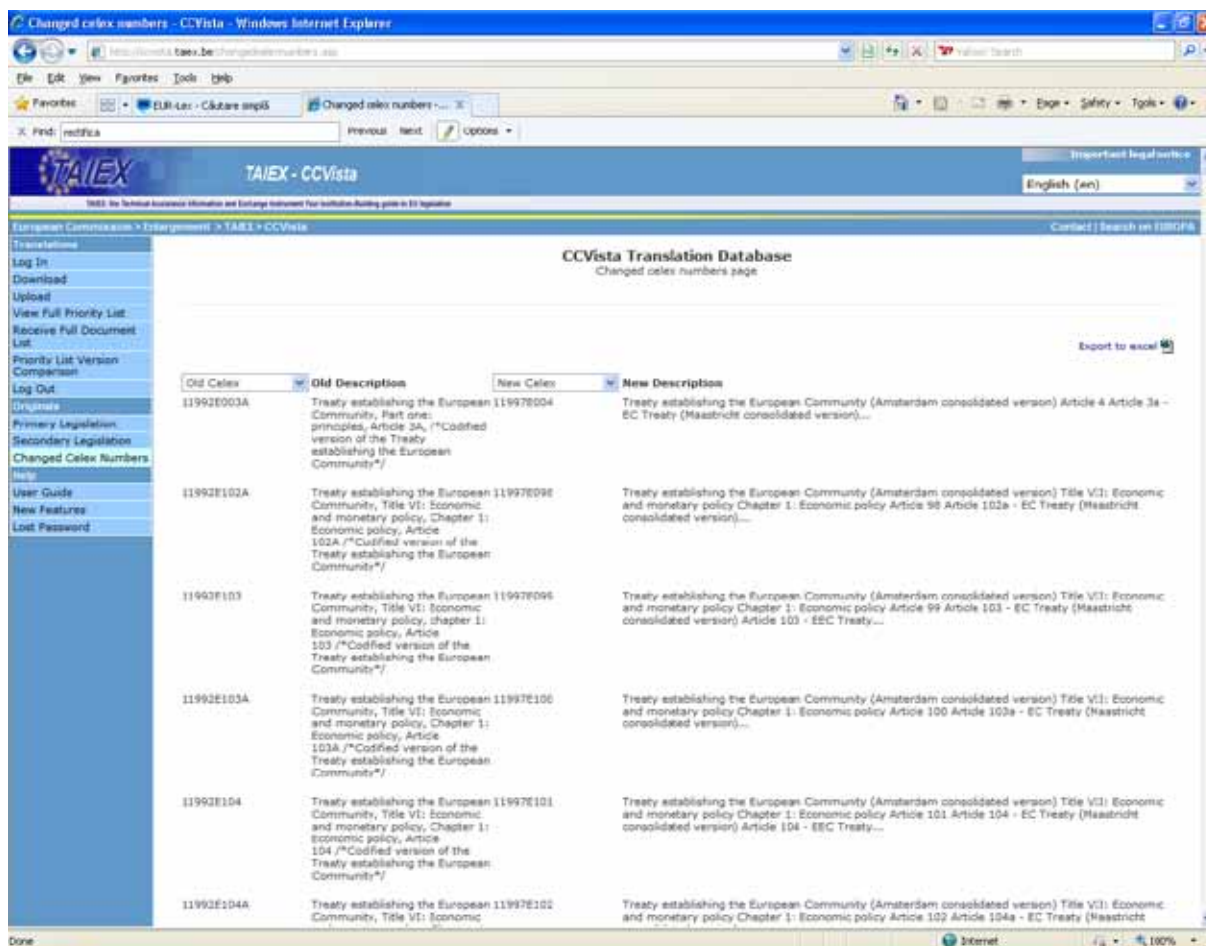 Changed celex numbers - CCVista - Windows Internet Explorer
taiex.be
Yahoo! Search
File Edit View Favorites Tools Help
Favorites EUR-Lex - Căutare simplă Changed celex numbers -... Page Safety Tools
Find: rectifica Previous Next Options
TAIEX
TAIEX - CCVista
Important legal notice
English (en)
TAIEX: the Technical Assistance Information and Exchange Instrument Your Institution-Building guide to EU legislation
European Commission > Enlargement > TAIEX > CCVista Contact | Search on EUROPA
Translations
Log In
Download
Upload
View Full Priority List
Receive Full Document
List
Priority List Version
Comparison
Log Out
Originals
Primary Legislation
Secondary Legislation
Changed Celex Numbers
Help
User Guide
New Features
Lost Password
CCVista Translation Database
Changed celex numbers page
Export to excel
Old Celex Old Description New Celex New Description
11992E003A Treaty establishing the European 11997E004 Treaty establishing the European Community (Amsterdam consolidated version) Article 4 Article 3a -
Community, Part one: EC Treaty (Maastricht consolidated version)...
principles, Article 3A, /*Codified
version of the Treaty
establishing the European
Community*/
11992E102A Treaty establishing the European 11997E098 Treaty establishing the European Community (Amsterdam consolidated version) Title VII: Economic
Community, Title VI: Economic and monetary policy Chapter 1: Economic policy Article 98 Article 102a - EC Treaty (Maastricht
and monetary policy, Chapter 1: consolidated version)...
Economic policy, Article
102A /*Codified version of the
Treaty establishing the European
Community*/
11992E103 Treaty establishing the European 11997E099 Treaty establishing the European Community (Amsterdam consolidated version) Title VII: Economic
Community, Title VI: Economic and monetary policy Chapter 1: Economic policy Article 99 Article 103 - EC Treaty (Maastricht
and monetary policy, chapter 1: consolidated version) Article 103 - EEC Treaty...
Economic policy, Article
103 /*Codified version of the
Treaty establishing the European
Community*/
11992E103A Treaty establishing the European 11997E100 Treaty establishing the European Community (Amsterdam consolidated version) Title VII: Economic
Community, Title VI: Economic and monetary policy Chapter 1: Economic policy Article 100 Article 103a - EC Treaty (Maastricht
and monetary policy, Chapter 1: consolidated version)...
Economic policy, Article
103A /*Codified version of the
Treaty establishing the European
Community*/
11992E104 Treaty establishing the European 11997E101 Treaty establishing the European Community (Amsterdam consolidated version) Title VII: Economic
Community, Title VI: Economic and monetary policy Chapter 1: Economic policy Article 101 Article 104 - EC Treaty (Maastricht
and monetary policy, Chapter 1: consolidated version) Article 104 - EEC Treaty...
Economic policy, Article
104 /*Codified version of the
Treaty establishing the European
Community*/
11992E104A Treaty establishing the European 11997E102 Treaty establishing the European Community (Amsterdam consolidated version) Title VII: Economic
Community, Title VI: Economic and monetary policy Chapter 1: Economic policy Article 102 Article 104a - EC Treaty (Maastricht
Done Internet 100%